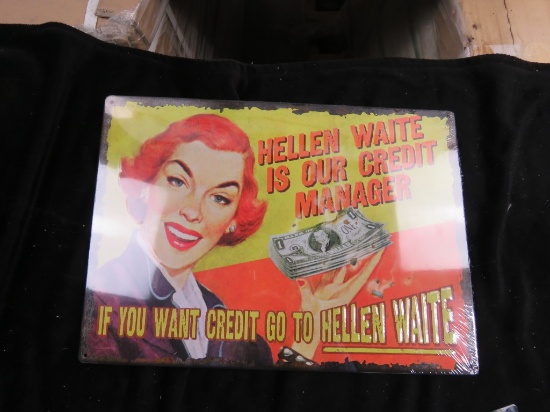 HELLEN WAITE
IS OUR CREDIT
MANAGER
IF YOU WANT CREDIT GO TO HELLEN WAITE